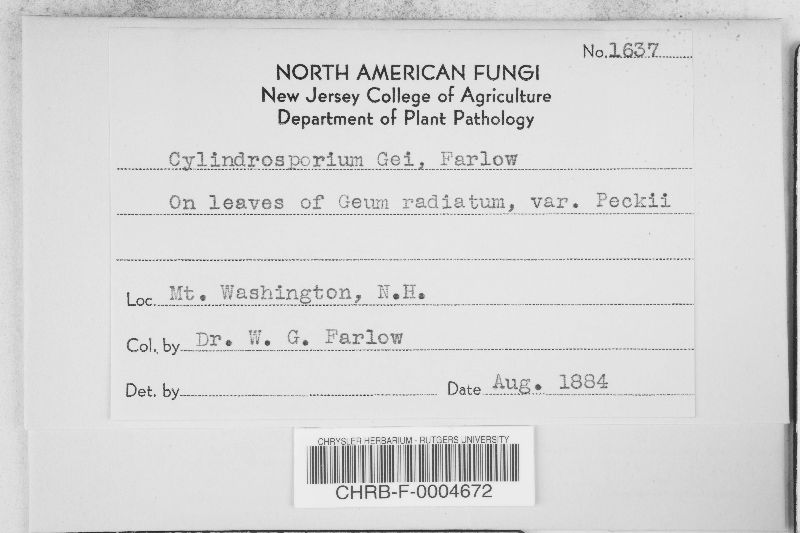 No. 1637
NORTH AMERICAN FUNGI
New Jersey College of Agriculture
Department of Plant Pathology
Cylindrosporium Gei, Farlow
On leaves of Geum radiatum, var. Peckii
Loc. Mt. Washington, N.H.
Col. by Dr. W. G. Farlow
Det. by Date Aug. 1884
CHRYSLER HERBARIUM - RUTGERS UNIVERSITY
CHRB-F-0004672